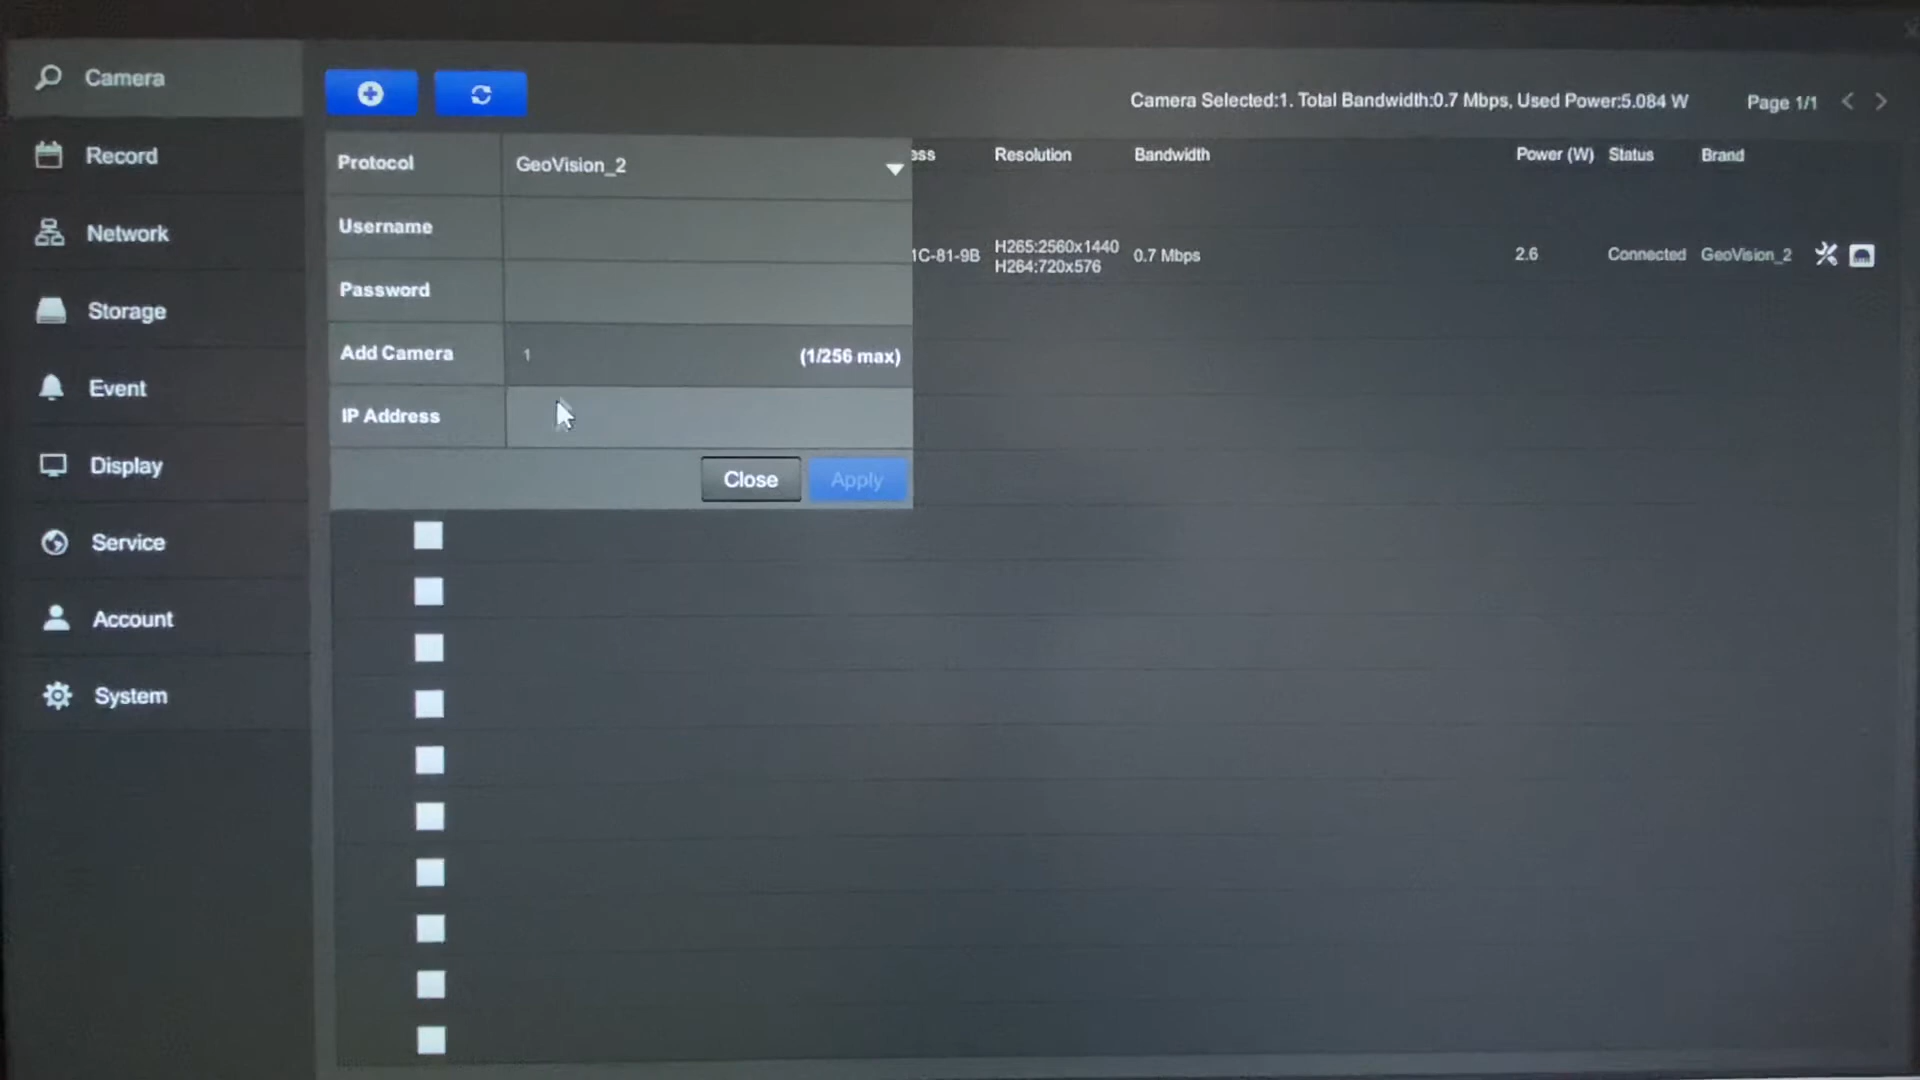 Camera
Record
Network
Storage
Event
Display
Service
Account
System
Camera Selected:1. Total Bandwidth:0.7 Mbps, Used Power:5.084 W
Page 1/1
Protocol GeoVision_2
Username
Password
Add Camera 1 (1/256 max)
IP Address
Close Apply
ess Resolution Bandwidth Power (W) Status Brand
1C-81-9B H265:2560x1440 0.7 Mbps 2.6 Connected GeoVision_2
H264:720x576